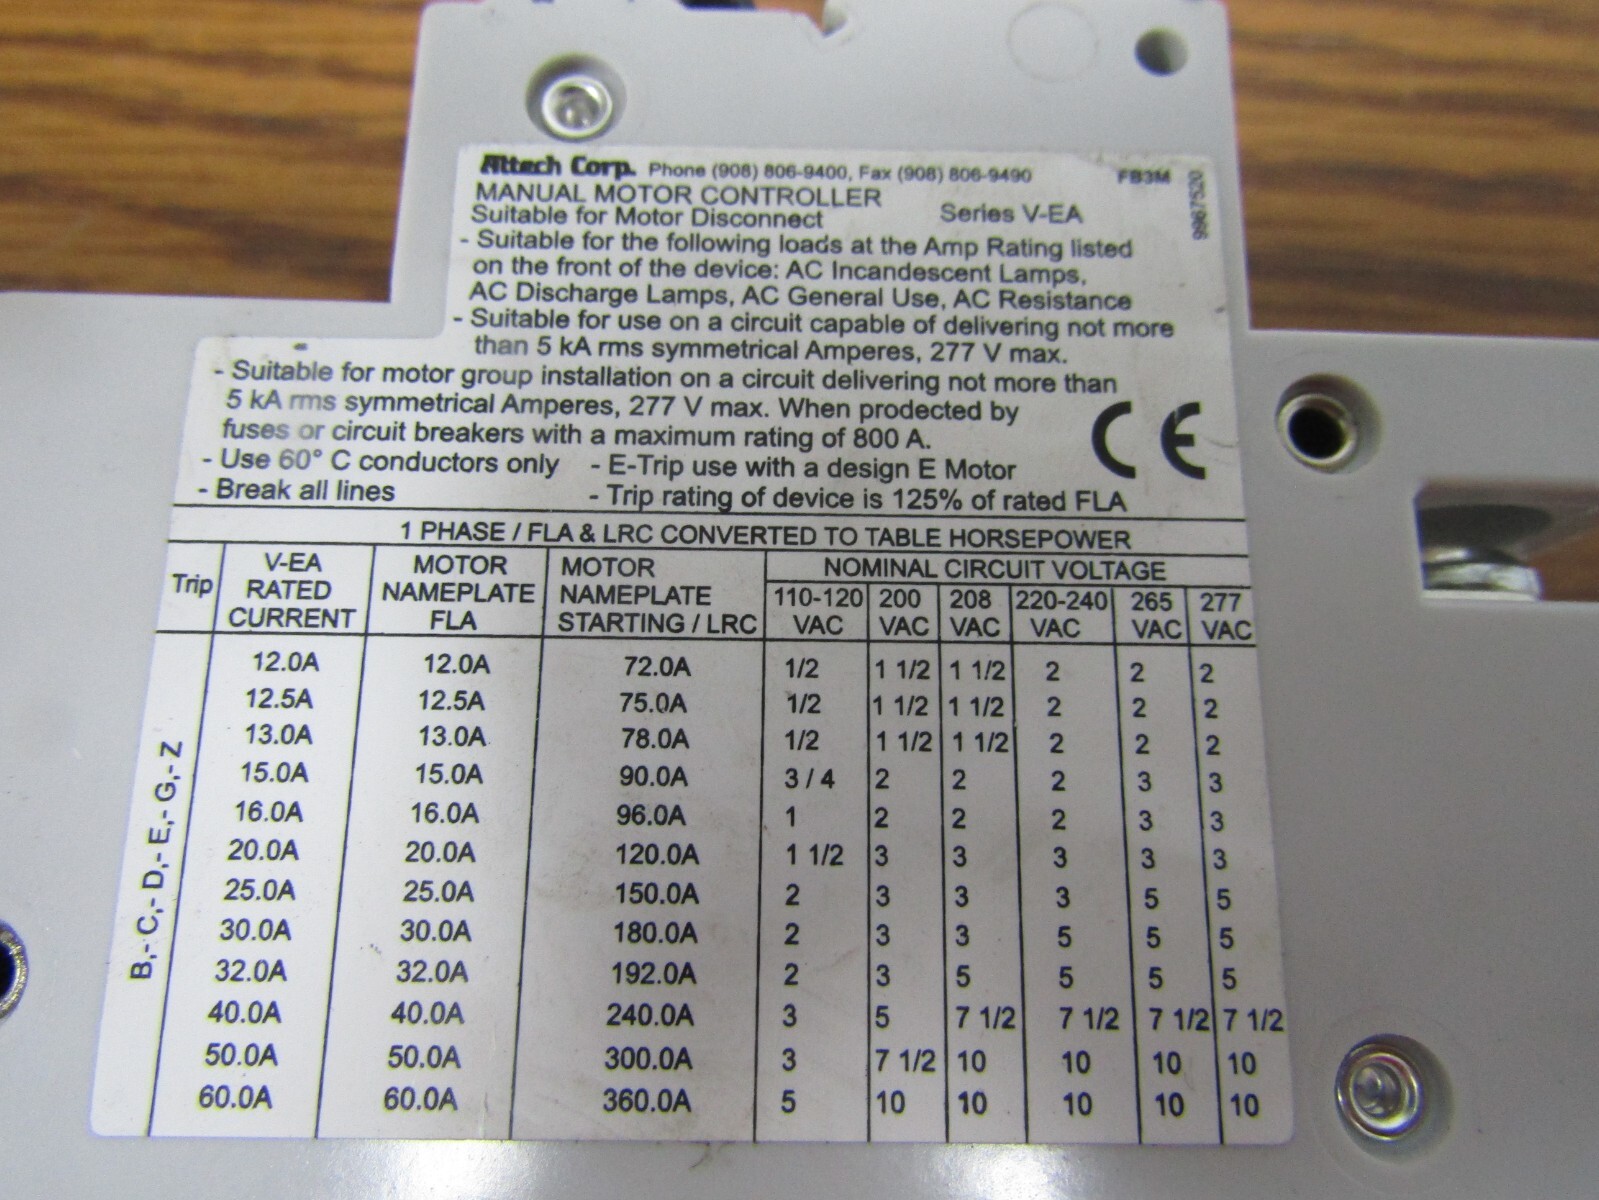 Altech Corp. Phone (908) 806-9400, Fax (908) 806-9490 FB3M
9967520
MANUAL MOTOR CONTROLLER
Suitable for Motor Disconnect Series V-EA
- Suitable for the following loads at the Amp Rating listed
on the front of the device: AC Incandescent Lamps,
AC Discharge Lamps, AC General Use, AC Resistance
- Suitable for use on a circuit capable of delivering not more
than 5 kA rms symmetrical Amperes, 277 V max.
- Suitable for motor group installation on a circuit delivering not more than
5 kA rms symmetrical Amperes, 277 V max. When prodected by
fuses or circuit breakers with a maximum rating of 800 A.
CE
- Use 60° C conductors only - E-Trip use with a design E Motor
- Break all lines - Trip rating of device is 125% of rated FLA
1 PHASE / FLA & LRC CONVERTED TO TABLE HORSEPOWER
Trip V-EA RATED CURRENT MOTOR NAMEPLATE FLA MOTOR NAMEPLATE STARTING / LRC NOMINAL CIRCUIT VOLTAGE
110-120 VAC 200 VAC 208 VAC 220-240 VAC 265 VAC 277 VAC
B,- C,- D,- E,- G,- Z
12.0A 12.0A 72.0A 1/2 1 1/2 1 1/2 2 2 2
12.5A 12.5A 75.0A 1/2 1 1/2 1 1/2 2 2 2
13.0A 13.0A 78.0A 1/2 1 1/2 1 1/2 2 2 2
15.0A 15.0A 90.0A 3 / 4 2 2 2 3 3
16.0A 16.0A 96.0A 1 2 2 2 3 3
20.0A 20.0A 120.0A 1 1/2 3 3 3 3 3
25.0A 25.0A 150.0A 2 3 3 3 5 5
30.0A 30.0A 180.0A 2 3 3 5 5 5
32.0A 32.0A 192.0A 2 3 5 5 5 5
40.0A 40.0A 240.0A 3 5 7 1/2 7 1/2 7 1/2 7 1/2
50.0A 50.0A 300.0A 3 7 1/2 10 10 10 10
60.0A 60.0A 360.0A 5 10 10 10 10 10